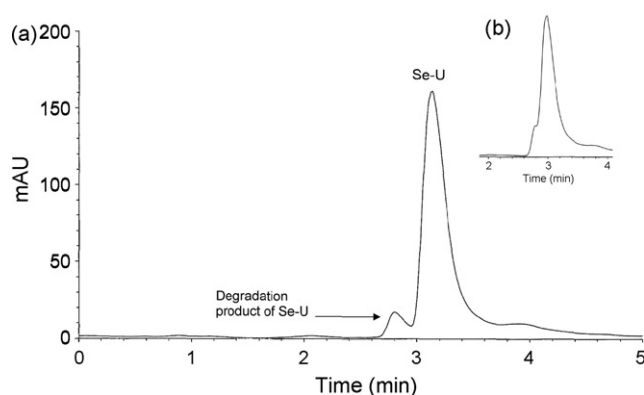 (a)
200
150
100
50
0
mAU
Se-U
Degradation
product of Se-U
0 1 2 3 4 5
Time (min)
(b)
2 3 4
Time (min)